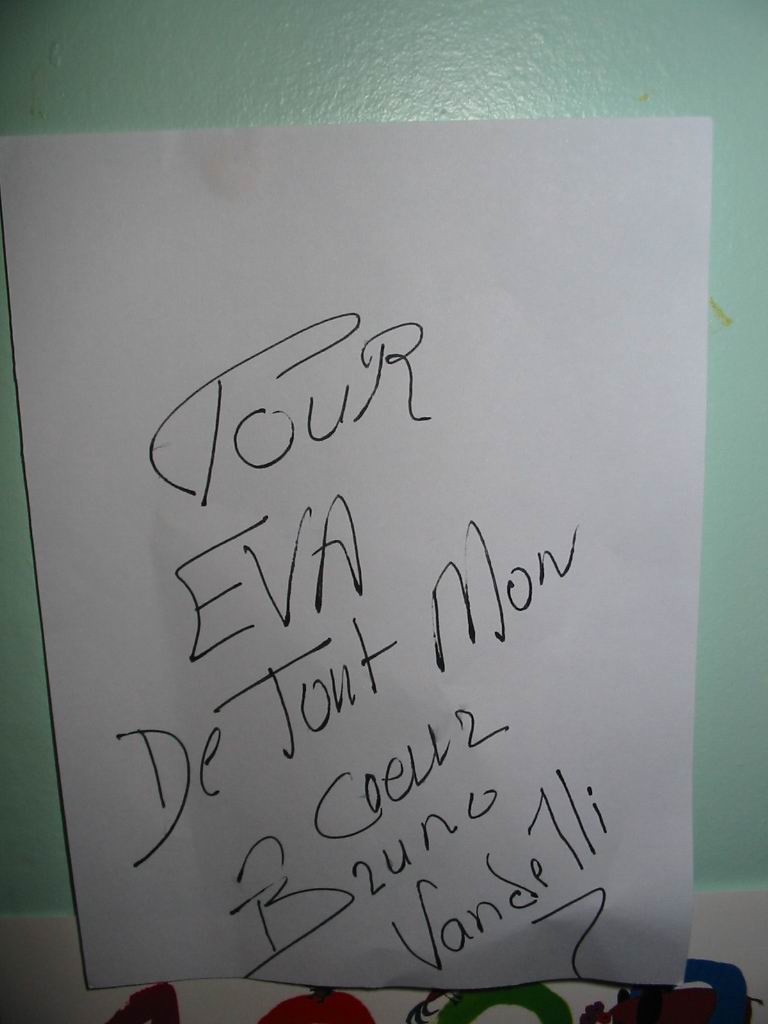 POUR
EVA
De Tout Mon
Coeur
Bruno
Vandelli